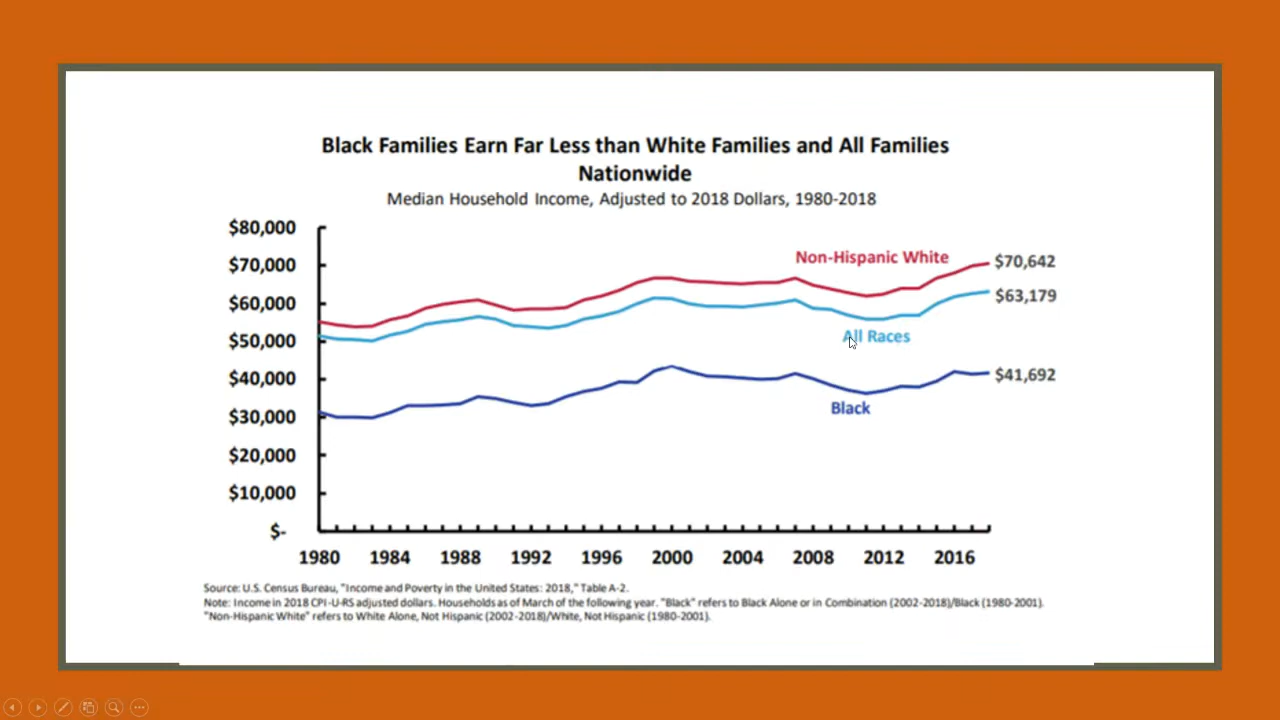 Black Families Earn Far Less than White Families and All Families
Nationwide
Median Household Income, Adjusted to 2018 Dollars, 1980-2018
$80,000
$70,000
$60,000
$50,000
$40,000
$30,000
$20,000
$10,000
$-
Non-Hispanic White
$70,642
$63,179
All Races
$41,692
Black
1980 1984 1988 1992 1996 2000 2004 2008 2012 2016
Source: U.S. Census Bureau, "Income and Poverty in the United States: 2018," Table A-2.
Note: Income in 2018 CPI-U-RS adjusted dollars. Households as of March of the following year. "Black" refers to Black Alone or in Combination (2002-2018)/Black (1980-2001).
"Non-Hispanic White" refers to White Alone, Not Hispanic (2002-2018)/White, Not Hispanic (1980-2001).